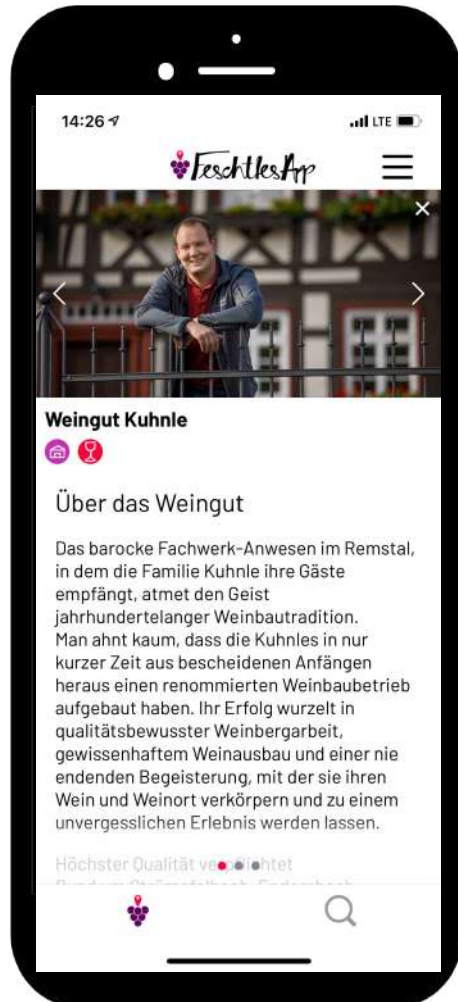 14:26
LTE
FeschtlesApp
Weingut Kuhnle
Über das Weingut
Das barocke Fachwerk-Anwesen im Remstal,
in dem die Familie Kuhnle ihre Gäste
empfängt, atmet den Geist
jahrhundertelanger Weinbautradition.
Man ahnt kaum, dass die Kuhnles in nur
kurzer Zeit aus bescheidenen Anfängen
heraus einen renommierten Weinbaubetrieb
aufgebaut haben. Ihr Erfolg wurzelt in
qualitätsbewusster Weinbergarbeit,
gewissenhaftem Weinausbau und einer nie
endenden Begeisterung, mit der sie ihren
Wein und Weinort verkörpern und zu einem
unvergesslichen Erlebnis werden lassen.
Höchster Qualität verpflichtet